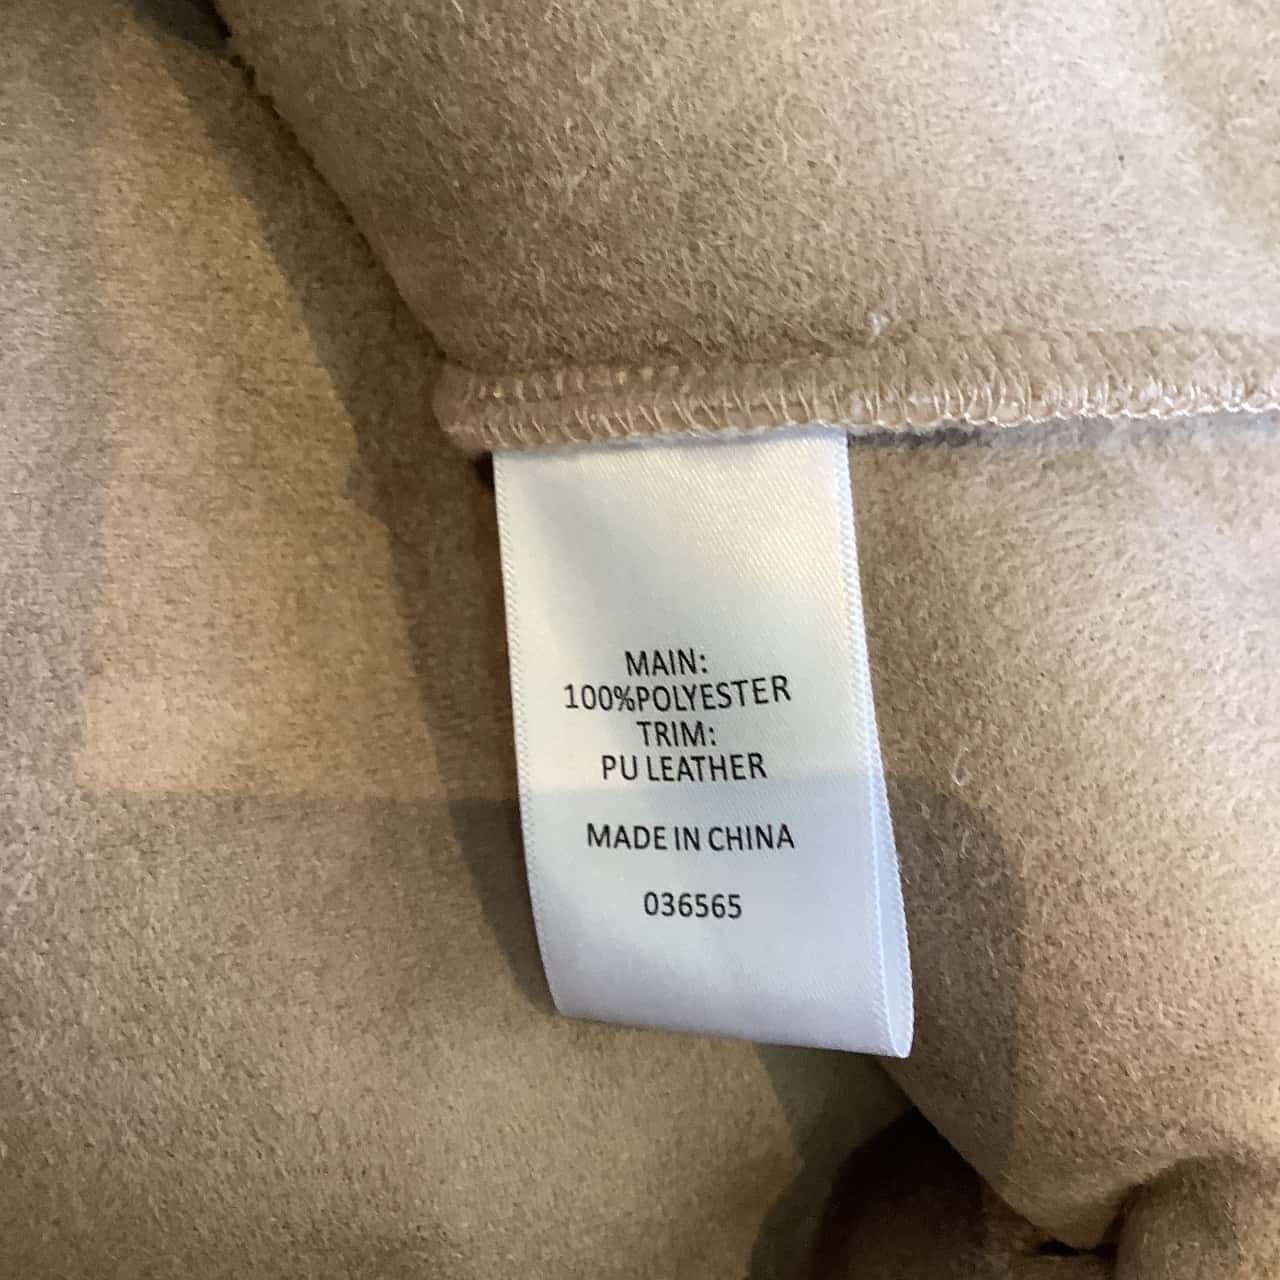 MAIN:
100%POLYESTER
TRIM:
PU LEATHER
MADE IN CHINA
036565